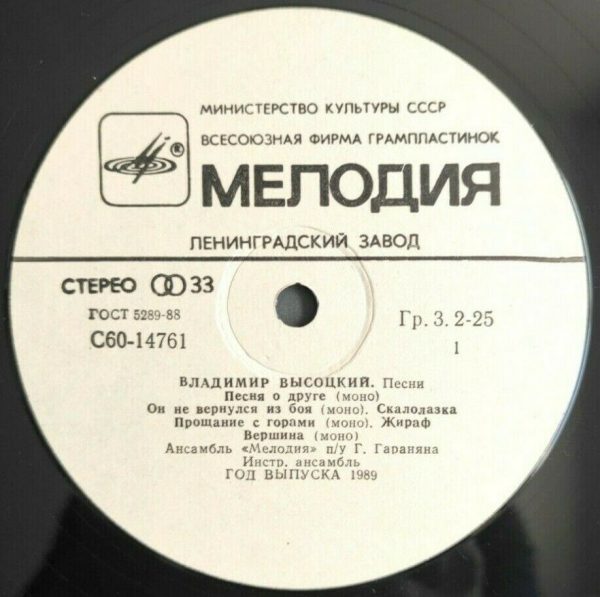 МИНИСТЕРСТВО КУЛЬТУРЫ СССР
ВСЕСОЮЗНАЯ ФИРМА ГРАМПЛАСТИНОК
®
МЕЛОДИЯ
ЛЕНИНГРАДСКИЙ ЗАВОД
СТЕРЕО 33
ГОСТ 5289-88
С60-14761
Гр. 3. 2-25
1
ВЛАДИМИР ВЫСОЦКИЙ. Песни
Песня о друге (моно)
Он не вернулся из боя (моно). Скалолазка
Прощание с горами (моно). Жираф
Вершина (моно)
Ансамбль «Мелодия» п/у Г. Гараняна
Инстр. ансамбль
ГОД ВЫПУСКА 1989